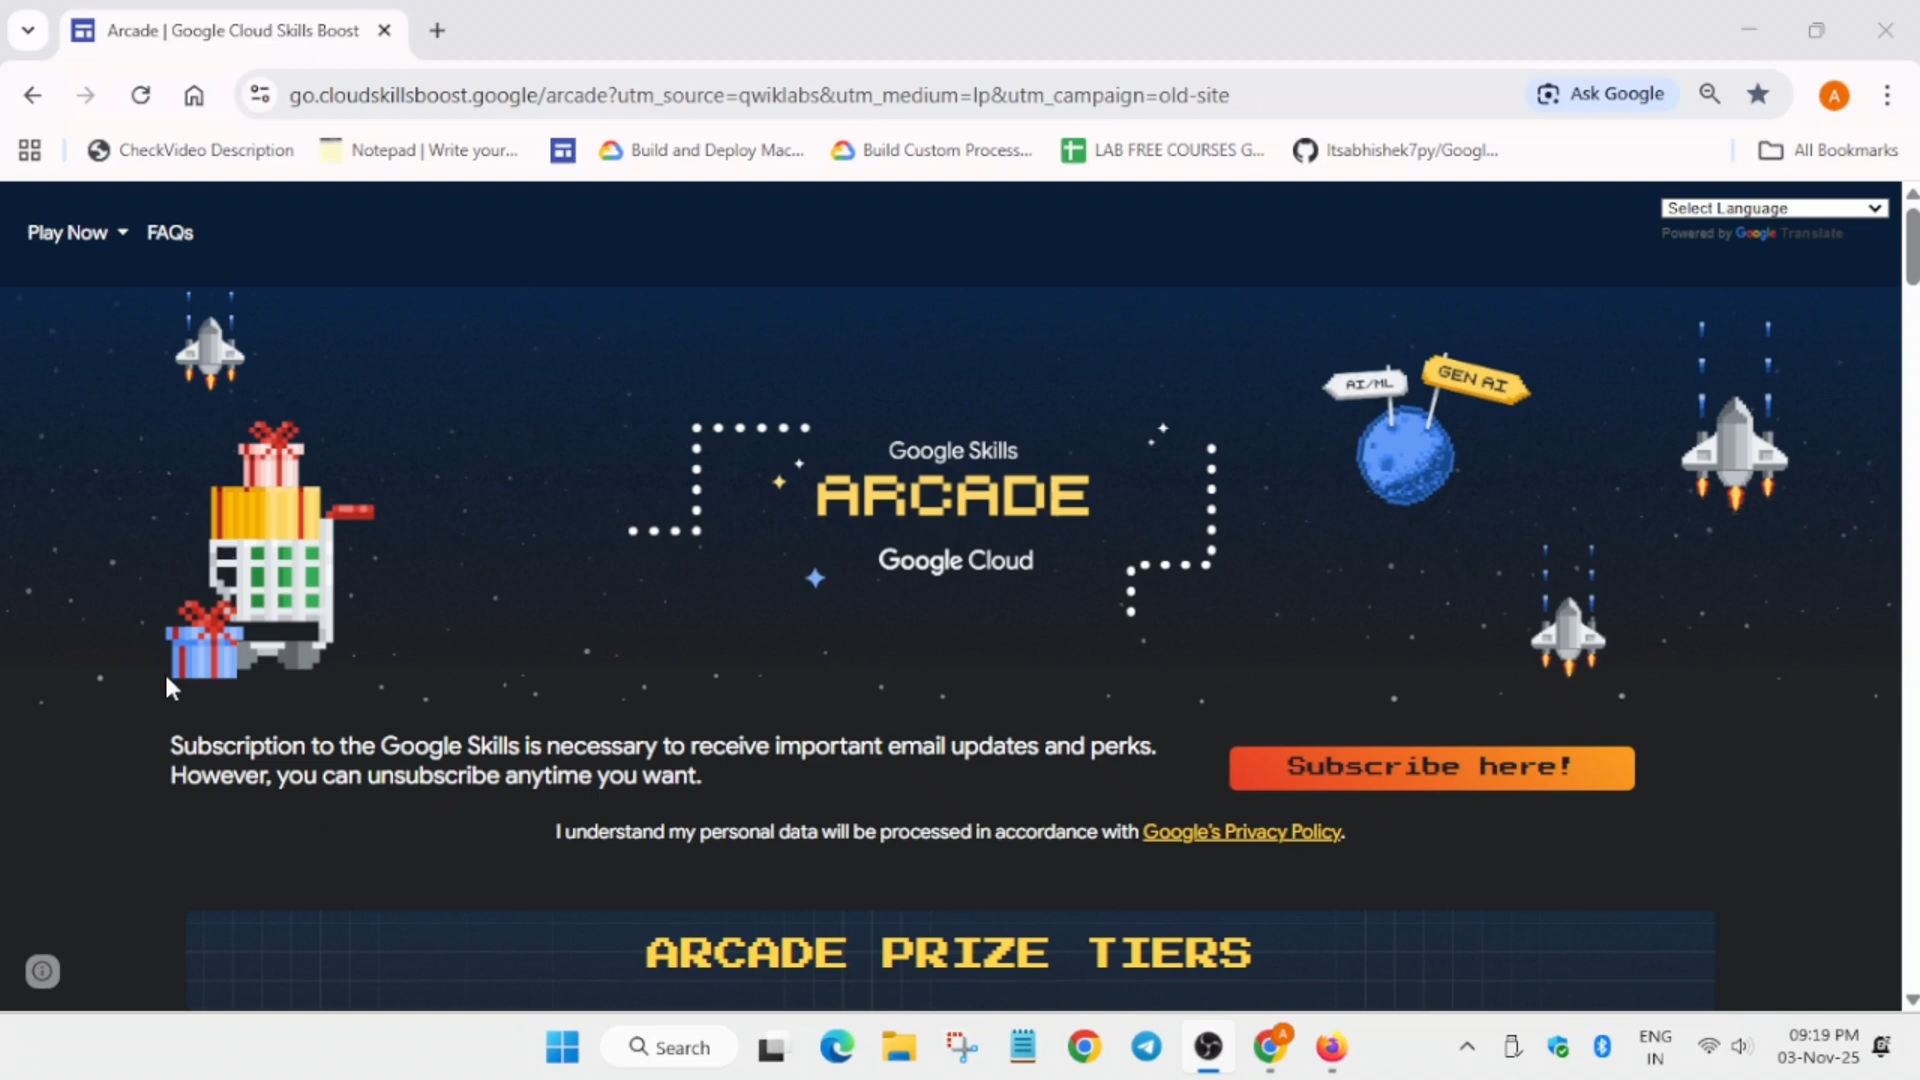 Arcade | Google Cloud Skills Boost
go.cloudskillsboost.google/arcade?utm_source=qwiklabs&utm_medium=lp&utm_campaign=old-site
Ask Google
A
CheckVideo Description
Notepad | Write your...
Build and Deploy Mac...
Build Custom Process...
LAB FREE COURSES G...
Itsabhishek7py/Googl...
All Bookmarks
Play Now
FAQs
Select Language
Powered by Google Translate
AI/ML
GEN AI
Google Skills
ARCADE
Google Cloud
Subscription to the Google Skills is necessary to receive important email updates and perks.
However, you can unsubscribe anytime you want.
Subscribe here!
I understand my personal data will be processed in accordance with Google's Privacy Policy.
ARCADE PRIZE TIERS
Search
A
ENG
IN
09:19 PM
03-Nov-25